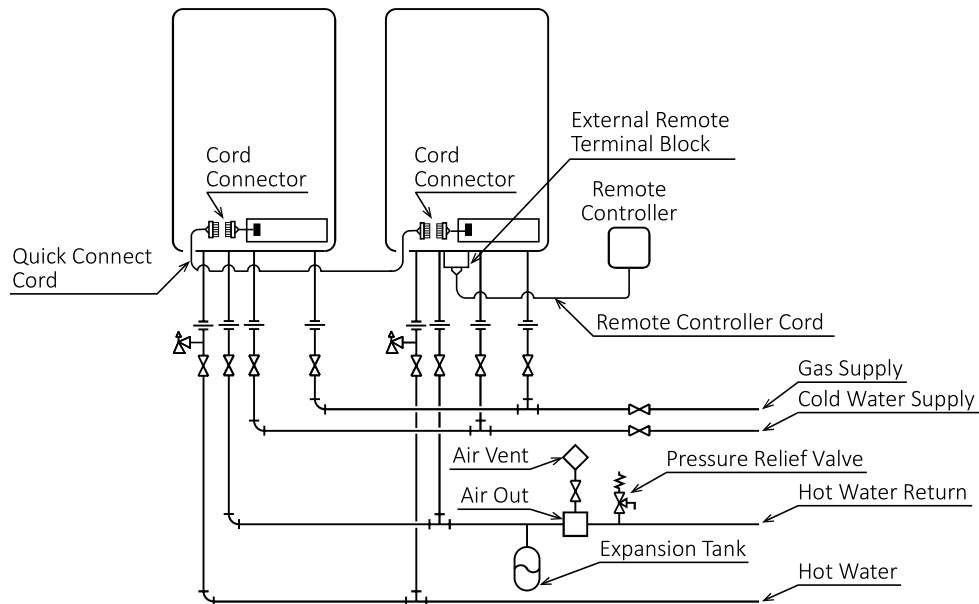 External Remote
Terminal Block
Cord
Connector
Cord
Connector
Remote
Controller
Quick Connect
Cord
Remote Controller Cord
Gas Supply
Cold Water Supply
Air Vent
Pressure Relief Valve
Air Out
Hot Water Return
Expansion Tank
Hot Water